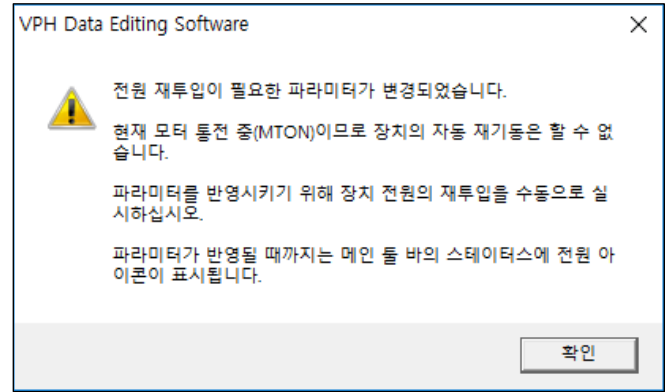 VPH Data Editing Software
전원 재투입이 필요한 파라미터가 변경되었습니다.
현재 모터 통전 중(MTON)이므로 장치의 자동 재기동은 할 수 없
습니다.
파라미터를 반영시키기 위해 장치 전원의 재투입을 수동으로 실
시하십시오.
파라미터가 반영될 때까지는 메인 툴 바의 스테이터스에 전원 아
이콘이 표시됩니다.
확인